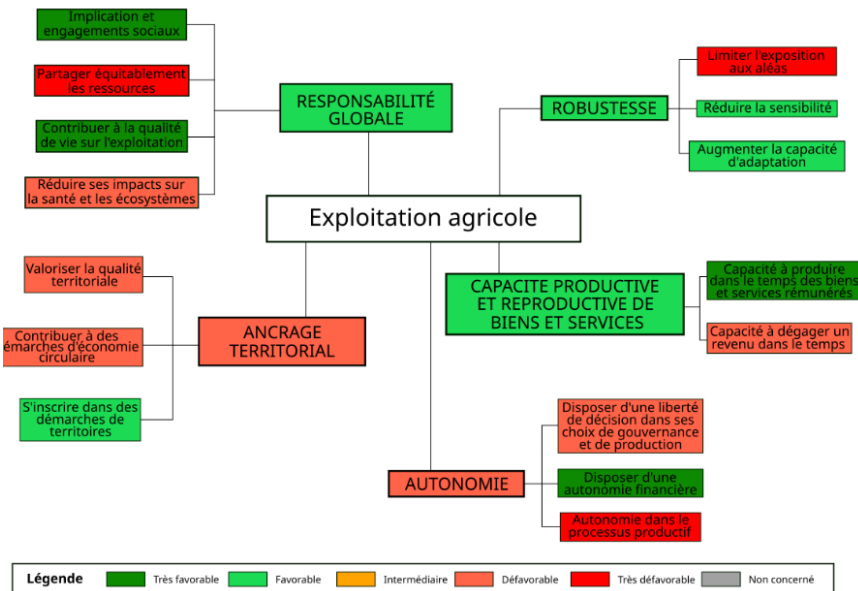 Implication et
engagements sociaux
Partager équitablement
les ressources
Contribuer à la qualité
de vie sur l'exploitation
Réduire ses impacts sur
la santé et les écosystèmes
RESPONSABILITÉ
GLOBALE
ROBUSTESSE
Limiter l'exposition
aux aléas
Réduire la sensibilité
Augmenter la capacité
d'adaptation
Exploitation agricole
Valoriser la qualité
territoriale
Contribuer à des
émarches d'économie
circulaire
S'inscrire dans des
démarches de
territoires
ANCRAGE
TERRITORIAL
CAPACITE PRODUCTIVE
ET REPRODUCTIVE DE
BIENS ET SERVICES
Capacité à produire
dans le temps des biens
et services rémunérés
Capacité à dégager un
revenu dans le temps
AUTONOMIE
Disposer d'une liberté
de décision dans ses
choix de gouvernance
et de production
Disposer d'une
autonomie financière
Autonomie dans le
processus productif
Légende
Très favorable
Favorable
Intermédiaire
Défavorable
Très défavorable
Non concerné